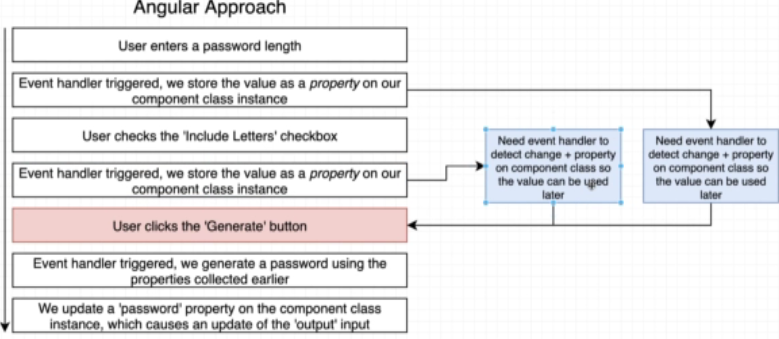 Angular Approach
User enters a password length
Event handler triggered, we store the value as a property on our
component class instance
User checks the 'Include Letters' checkbox
Event handler triggered, we store the value as a property on our
component class instance
User clicks the 'Generate' button
Event handler triggered, we generate a password using the
properties collected earlier
We update a 'password' property on the component class
instance, which causes an update of the 'output' input
Need event handler to
detect change + property
on component class so
the value can be used
later
Need event handler to
detect change + property
on component class so
the value can be used
later